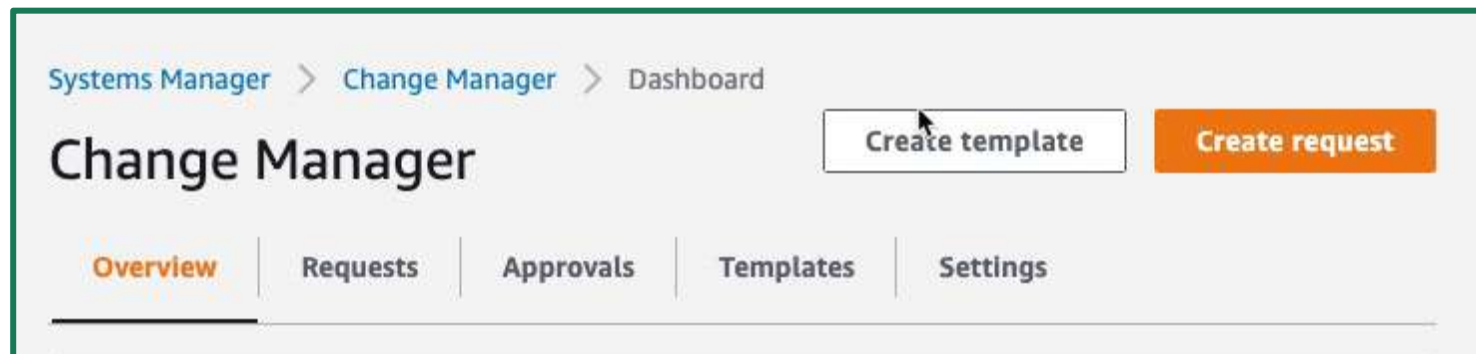 Systems Manager > Change Manager > Dashboard
Change Manager
Create template
Create request
Overview
Requests
Approvals
Templates
Settings